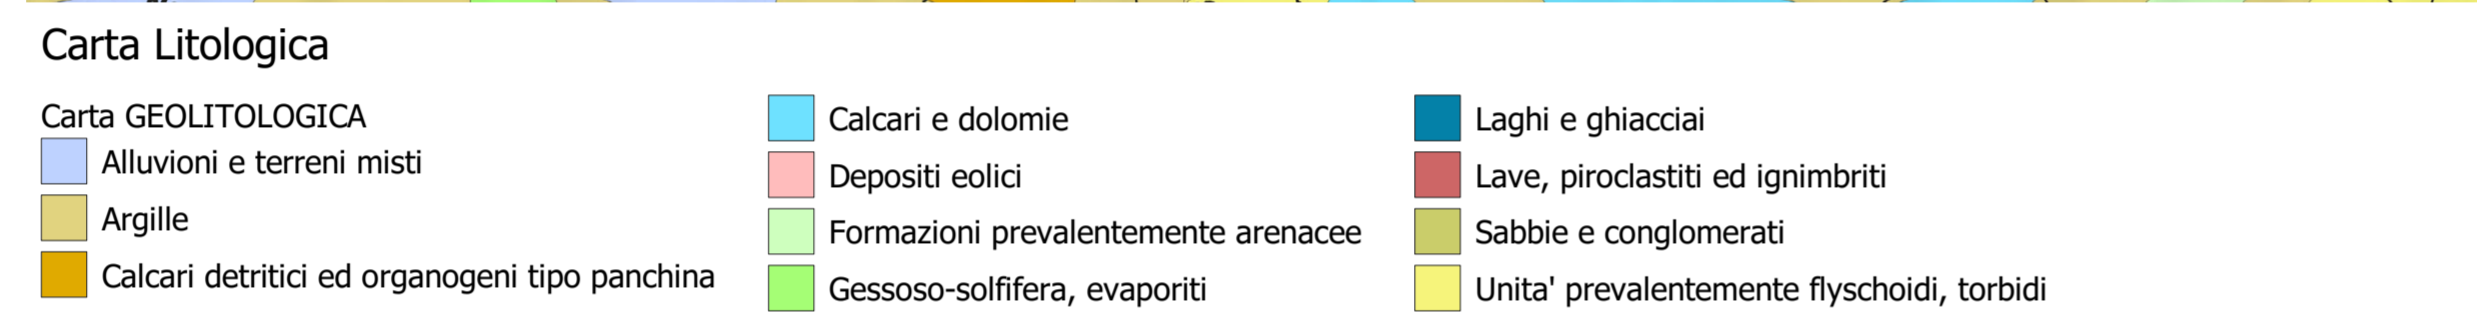 Carta Litologica
Carta GEOLITOLOGICA
Alluvioni e terreni misti
Argille
Calcari detritici ed organogeni tipo panchina
Calcari e dolomie
Depositi eolici
Formazioni prevalentemente arenacee
Gessoso-solfifera, evaporiti
Laghi e ghiacciai
Lave, piroclastiti ed ignimbriti
Sabbie e conglomerati
Unita' prevalentemente flyschoidi, torbidi